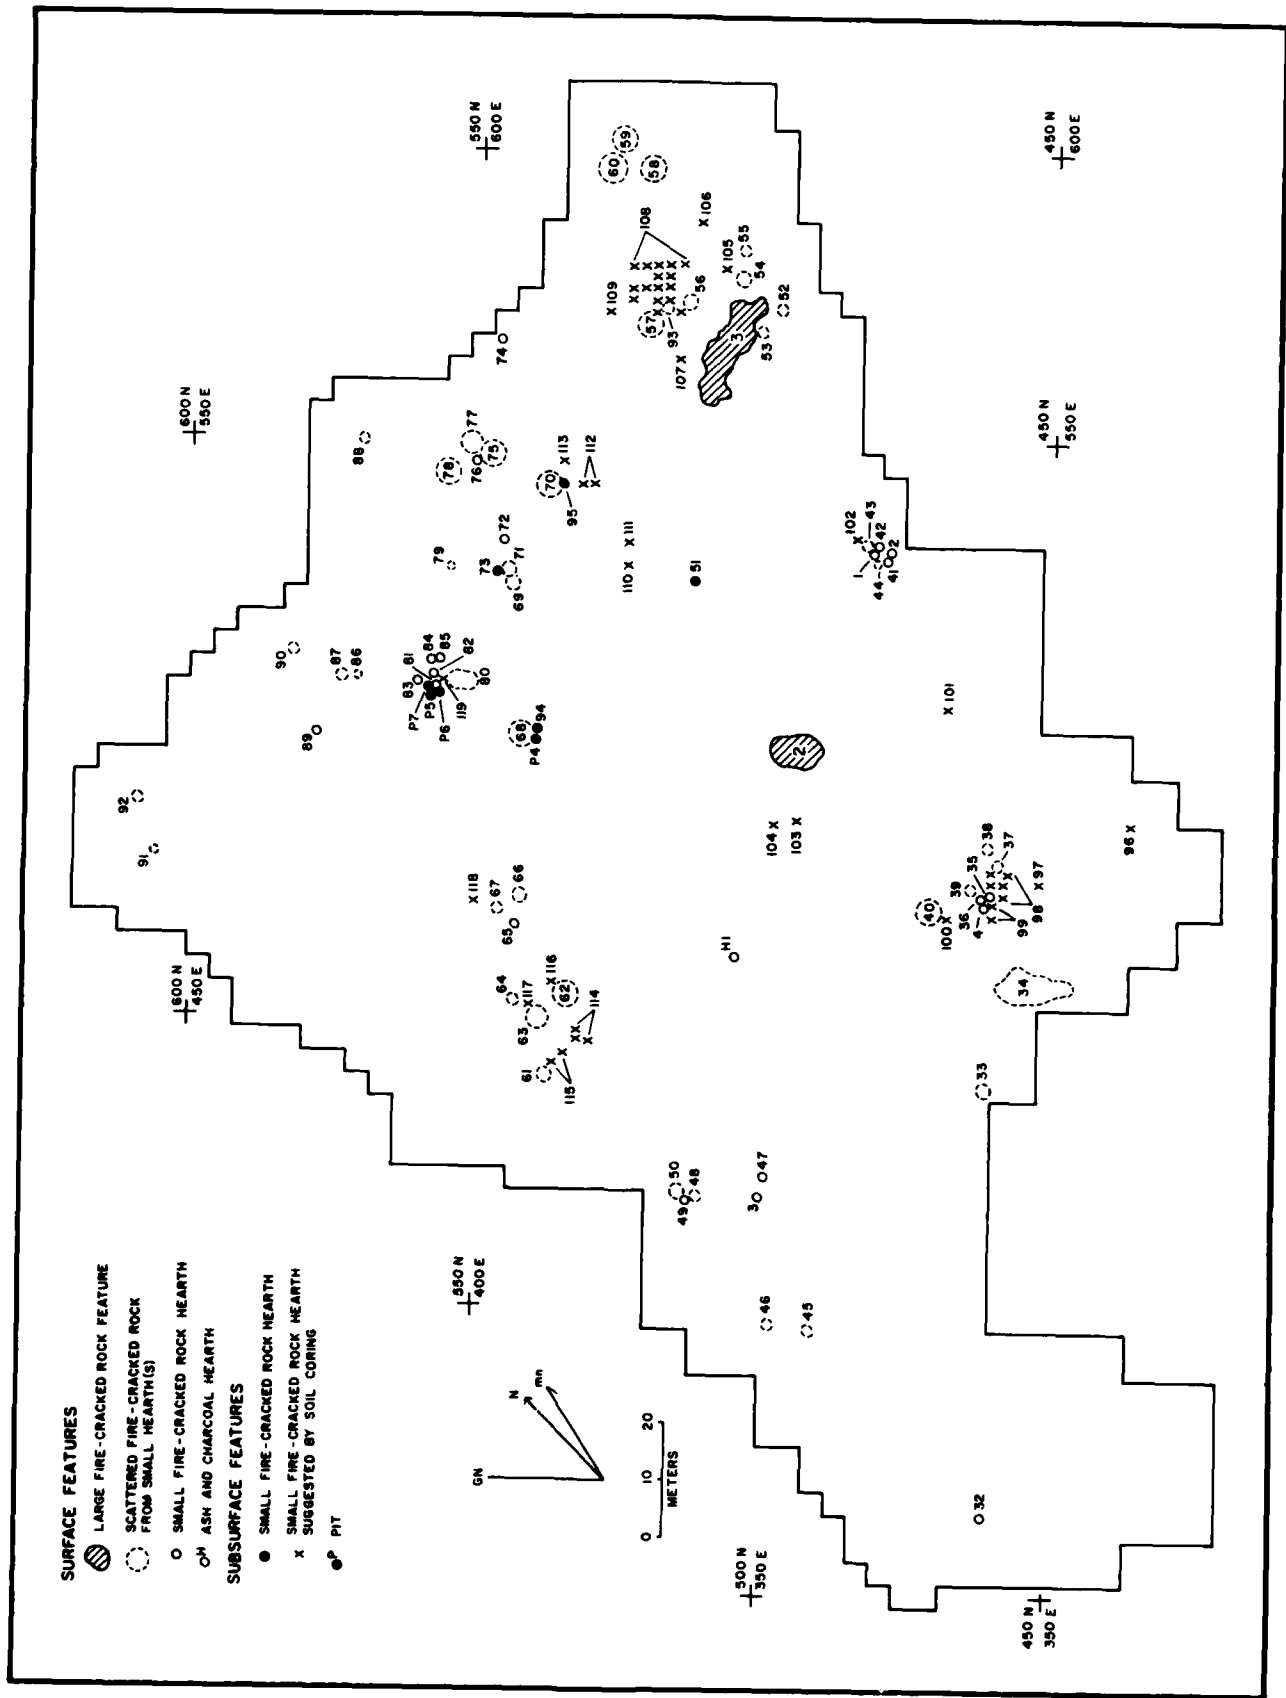 SURFACE FEATURES
LARGE FIRE-CRACKED ROCK FEATURE
SCATTERED FIRE-CRACKED ROCK
FROM SMALL HEARTH(S)
SMALL FIRE-CRACKED ROCK HEARTH
H ASH AND CHARCOAL HEARTH
SUBSURFACE FEATURES
SMALL FIRE-CRACKED ROCK HEARTH
X SMALL FIRE-CRACKED ROCK HEARTH
SUGGESTED BY SOIL CORING
P PIT
GN
N
mn
0 10 20
METERS
600 N
450 E
600 N
550 E
550 N
400 E
550 N
600 E
500 N
350 E
450 N
350 E
450 N
550 E
450 N
600 E
91
92
89
90
87
86
88
79
83
81
84
85
82
P7
P5
P6
119
80
68
P4
94
73
72
71
69
78
77
76
75
74
70
95
X113
112
110 X
X 111
51
X118
67
66
65
64
X117
63
X116
62
114
61
115
H1
50
49
48
3
47
46
45
32
33
34
40
100 X
39
36
4
35
38
37
99
98
X 97
96 X
104 X
103 X
2
X 101
X 102
43
1
42
44
41
2
60
59
58
108
X 106
X 109
57
93
56
X 105
55
54
52
53
3
107 X